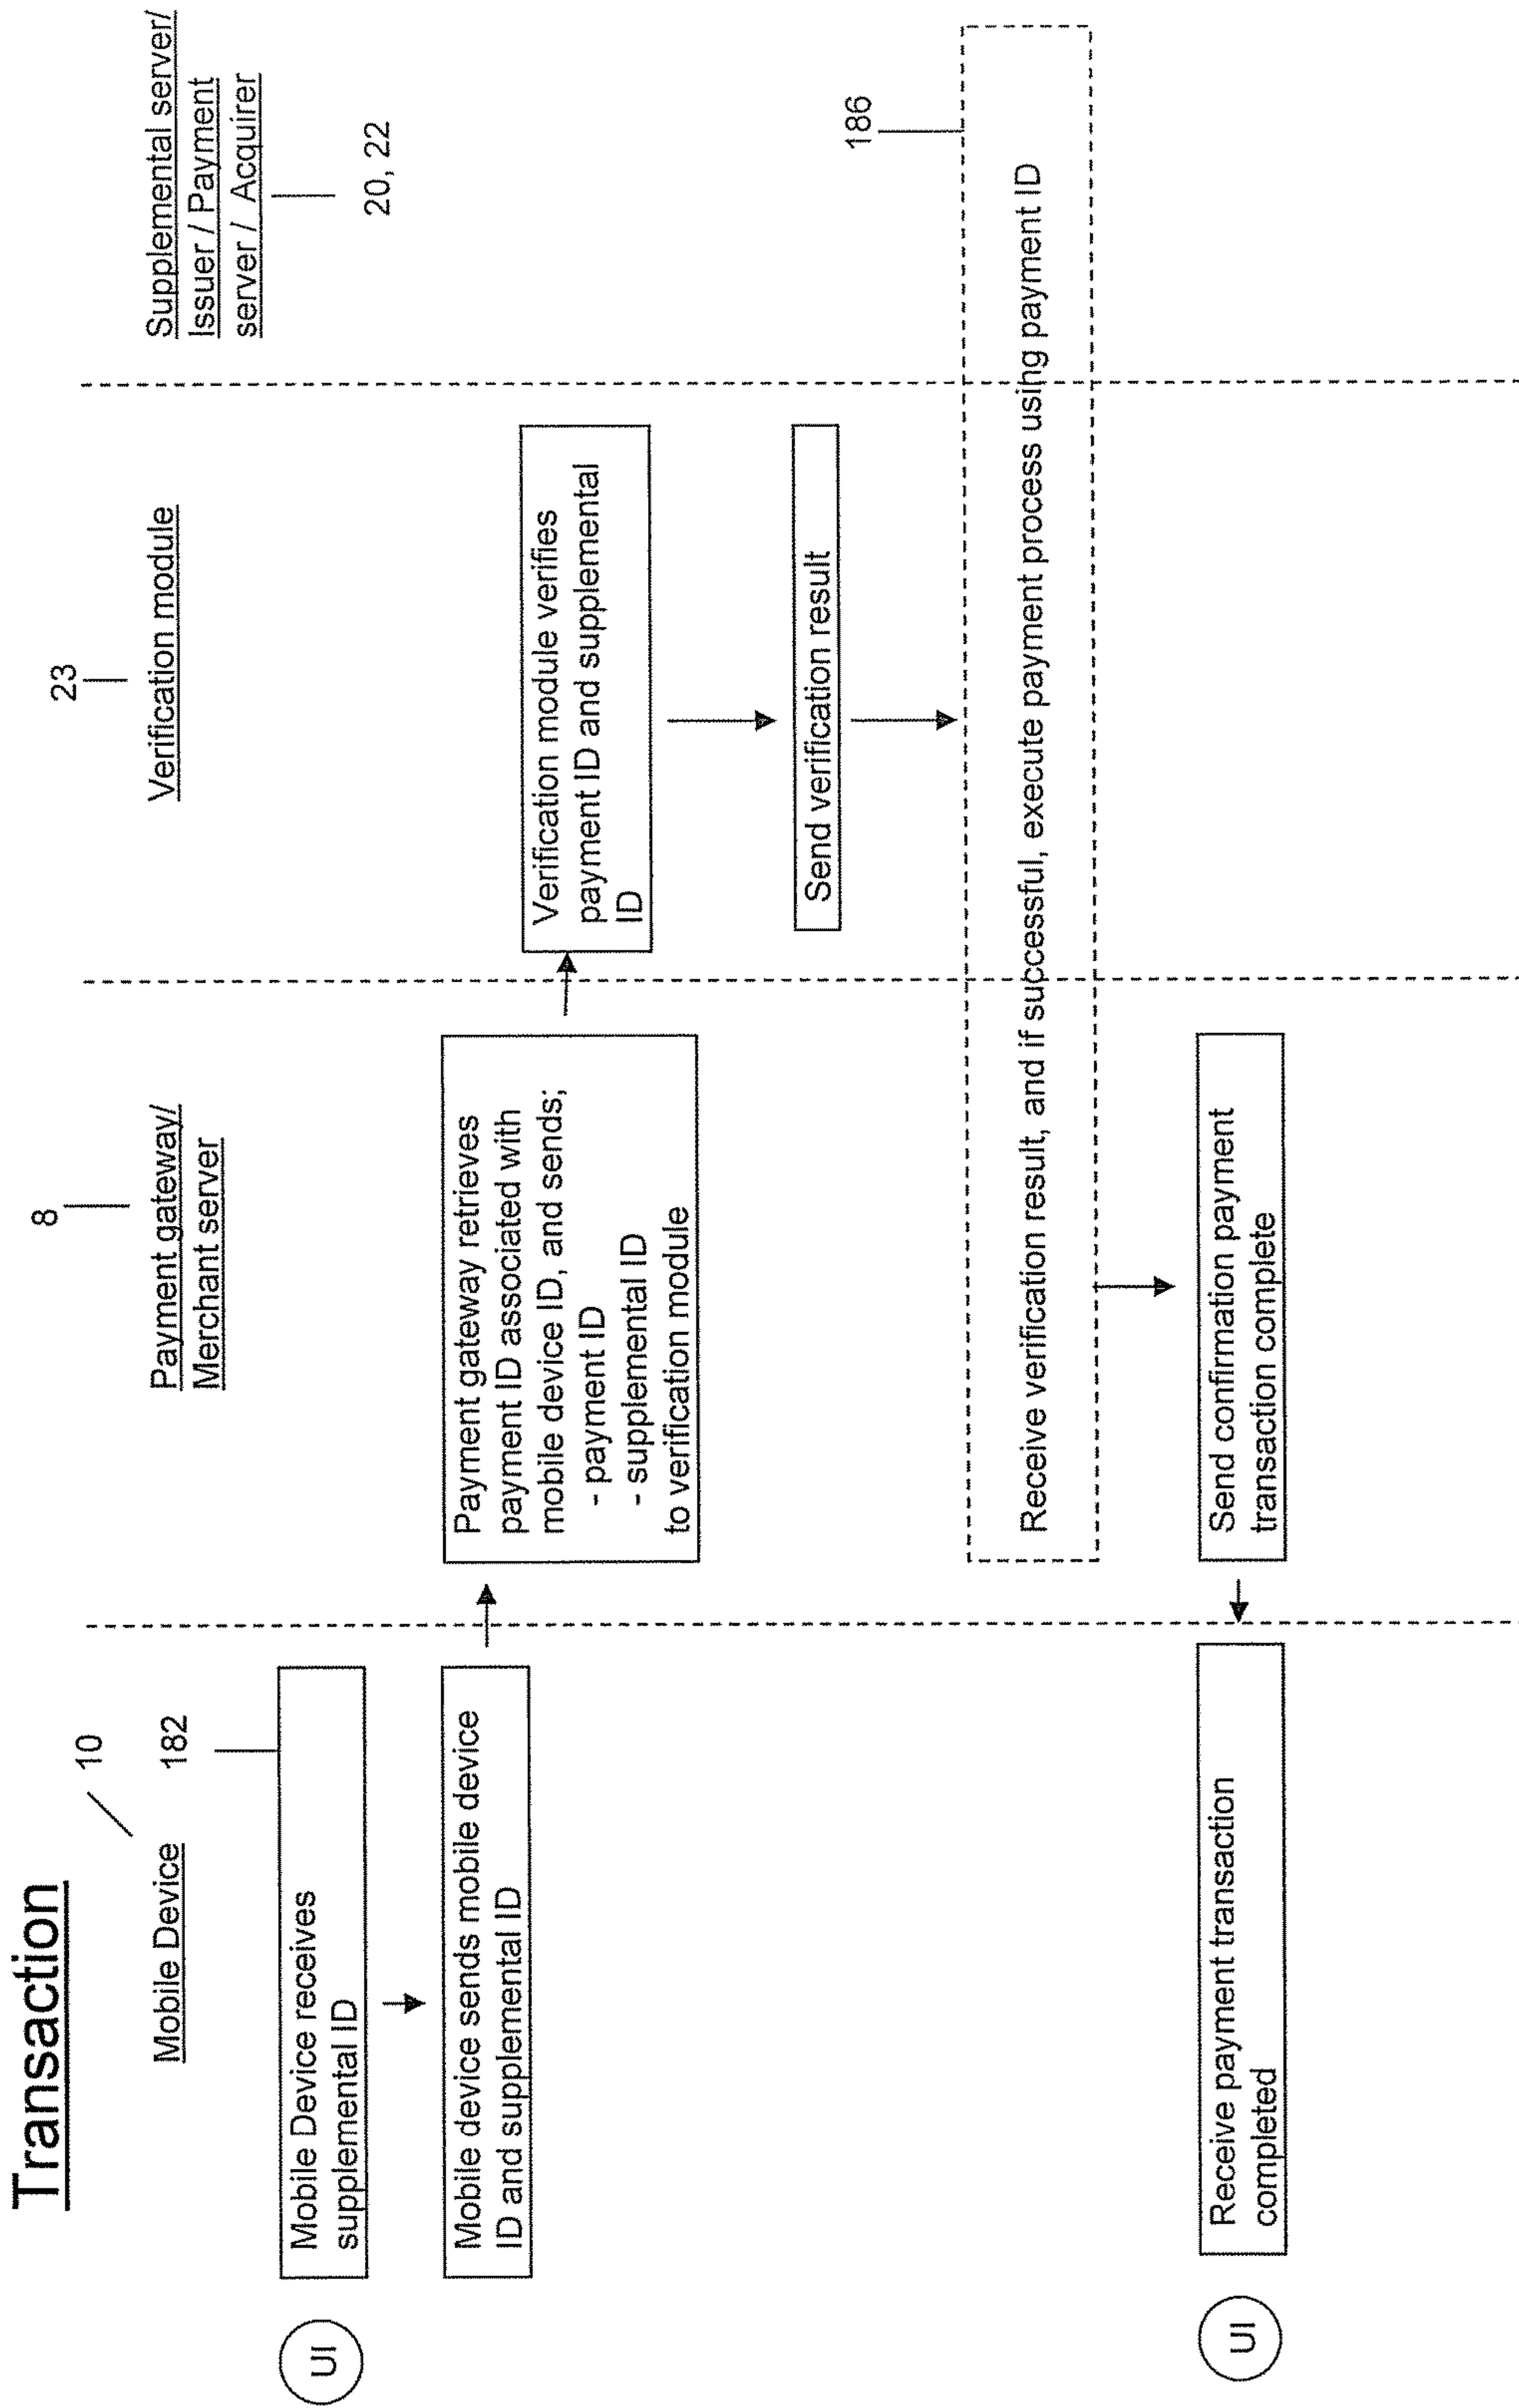 Transaction
10
Mobile Device
182
8
Payment gateway/
Merchant server
23
Verification module
Supplemental server/
Issuer / Payment
server / Acquirer
20, 22
UI
Mobile Device receives
supplemental ID
Mobile device sends mobile device
ID and supplemental ID
Payment gateway retrieves
payment ID associated with
mobile device ID, and sends;
- payment ID
- supplemental ID
to verification module
Verification module verifies
payment ID and supplemental
ID
Send verification result
186
Receive verification result, and if successful, execute payment process using payment ID
Send confirmation payment
transaction complete
UI
Receive payment transaction
completed